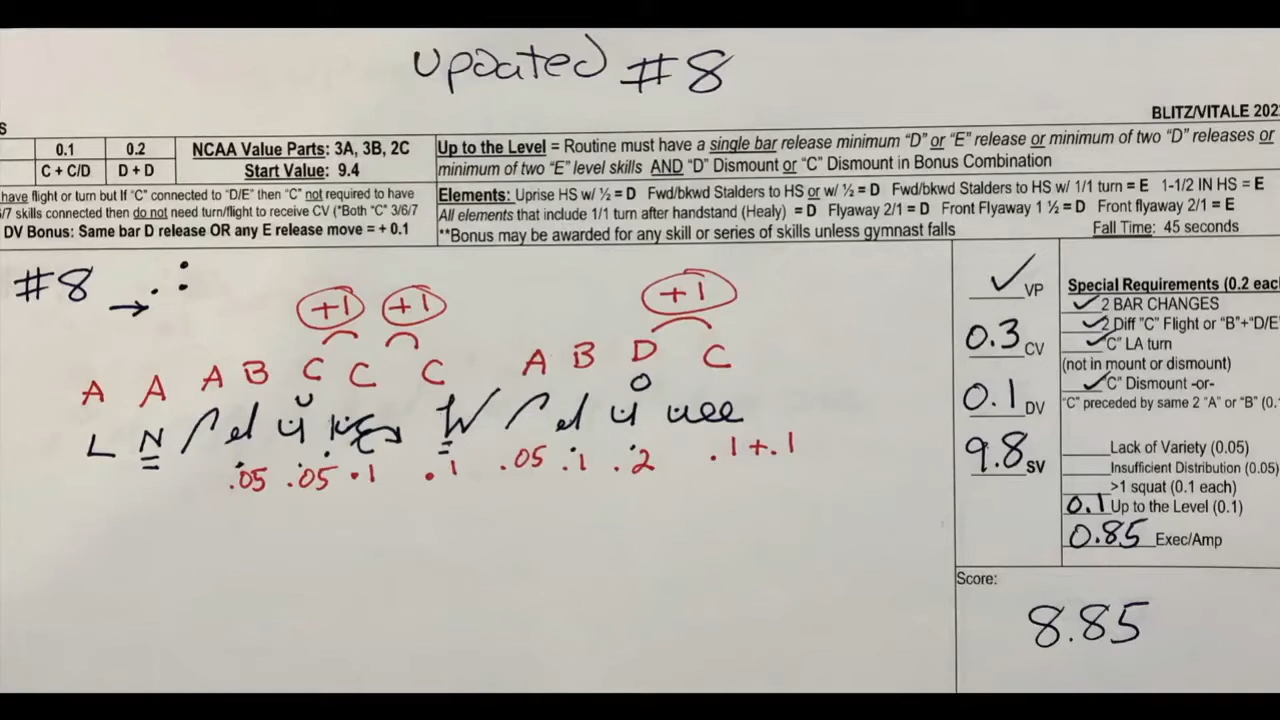 updated #8
BLITZ/VITALE 202
S
0.1 0.2
C + C/D D + D
NCAA Value Parts: 3A, 3B, 2C
Start Value: 9.4
Up to the Level = Routine must have a single bar release minimum “D” or “E” release or minimum of two “D” releases or
minimum of two “E” level skills AND “D” Dismount or “C” Dismount in Bonus Combination
have flight or turn but If “C” connected to “D/E” then “C” not required to have
6/7 skills connected then do not need turn/flight to receive CV (“Both “C” 3/6/7
DV Bonus: Same bar D release OR any E release move = + 0.1
Elements: Uprise HS w/ ½ = D Fwd/bkwd Stalders to HS or w/ ½ = D Fwd/bkwd Stalders to HS w/ 1/1 turn = E 1-1/2 IN HS = E
All elements that include 1/1 turn after handstand (Healy) = D Flyaway 2/1 = D Front Flyaway 1 ½ = D Front flyaway 2/1 = E
**Bonus may be awarded for any skill or series of skills unless gymnast falls
Fall Time: 45 seconds
#8
+1 +1 +1
A A A B C C C A B D C
.05 .05 .1 .1 .05 .1 .2 .1 + .1
VP
0.3 CV
0.1 DV
9.8 SV
Special Requirements (0.2 eac
2 BAR CHANGES
2 Diff “C” Flight or “B”+“D/E
“C” LA turn
(not in mount or dismount)
“C” Dismount -or-
“C” preceded by same 2 “A” or “B” (0.
Lack of Variety (0.05)
Insufficient Distribution (0.05)
>1 squat (0.1 each)
0.1 Up to the Level (0.1)
0.85 Exec/Amp
Score:
8.85